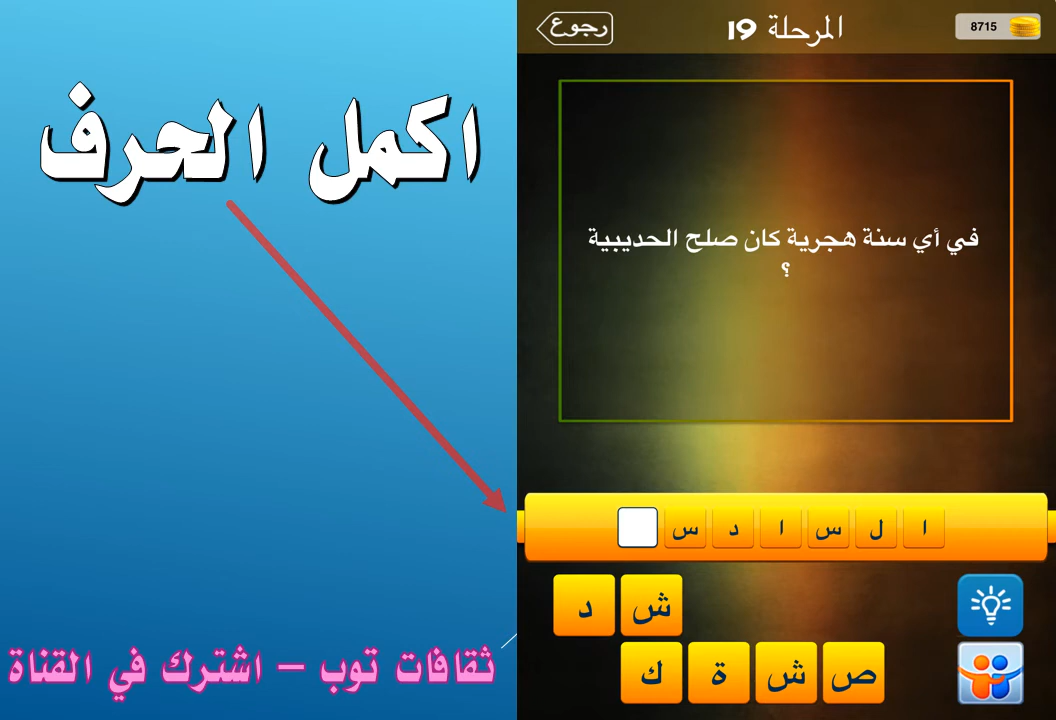 اكمل الحرف
ثقافات توب – اشترك في القناة
رجوع
المرحلة 19
8715
في أي سنة هجرية كان صلح الحديبية
؟
ا ل س ا د س
ش د
ص ش ة ك